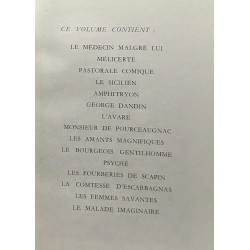 CE VOLUME CONTIENT :
LE MÉDECIN MALGRÉ LUI
MÉLICERTE
PASTORALE COMIQUE
LE SICILIEN
AMPHITRYON
GEORGE DANDIN
L'AVARE
MONSIEUR DE POURCEAUGNAC
LES AMANTS MAGNIFIQUES
LE BOURGEOIS GENTILHOMME
PSYCHÉ
LES FOURBERIES DE SCAPIN
LA COMTESSE D'ESCARBAGNAS
LES FEMMES SAVANTES
LE MALADE IMAGINAIRE